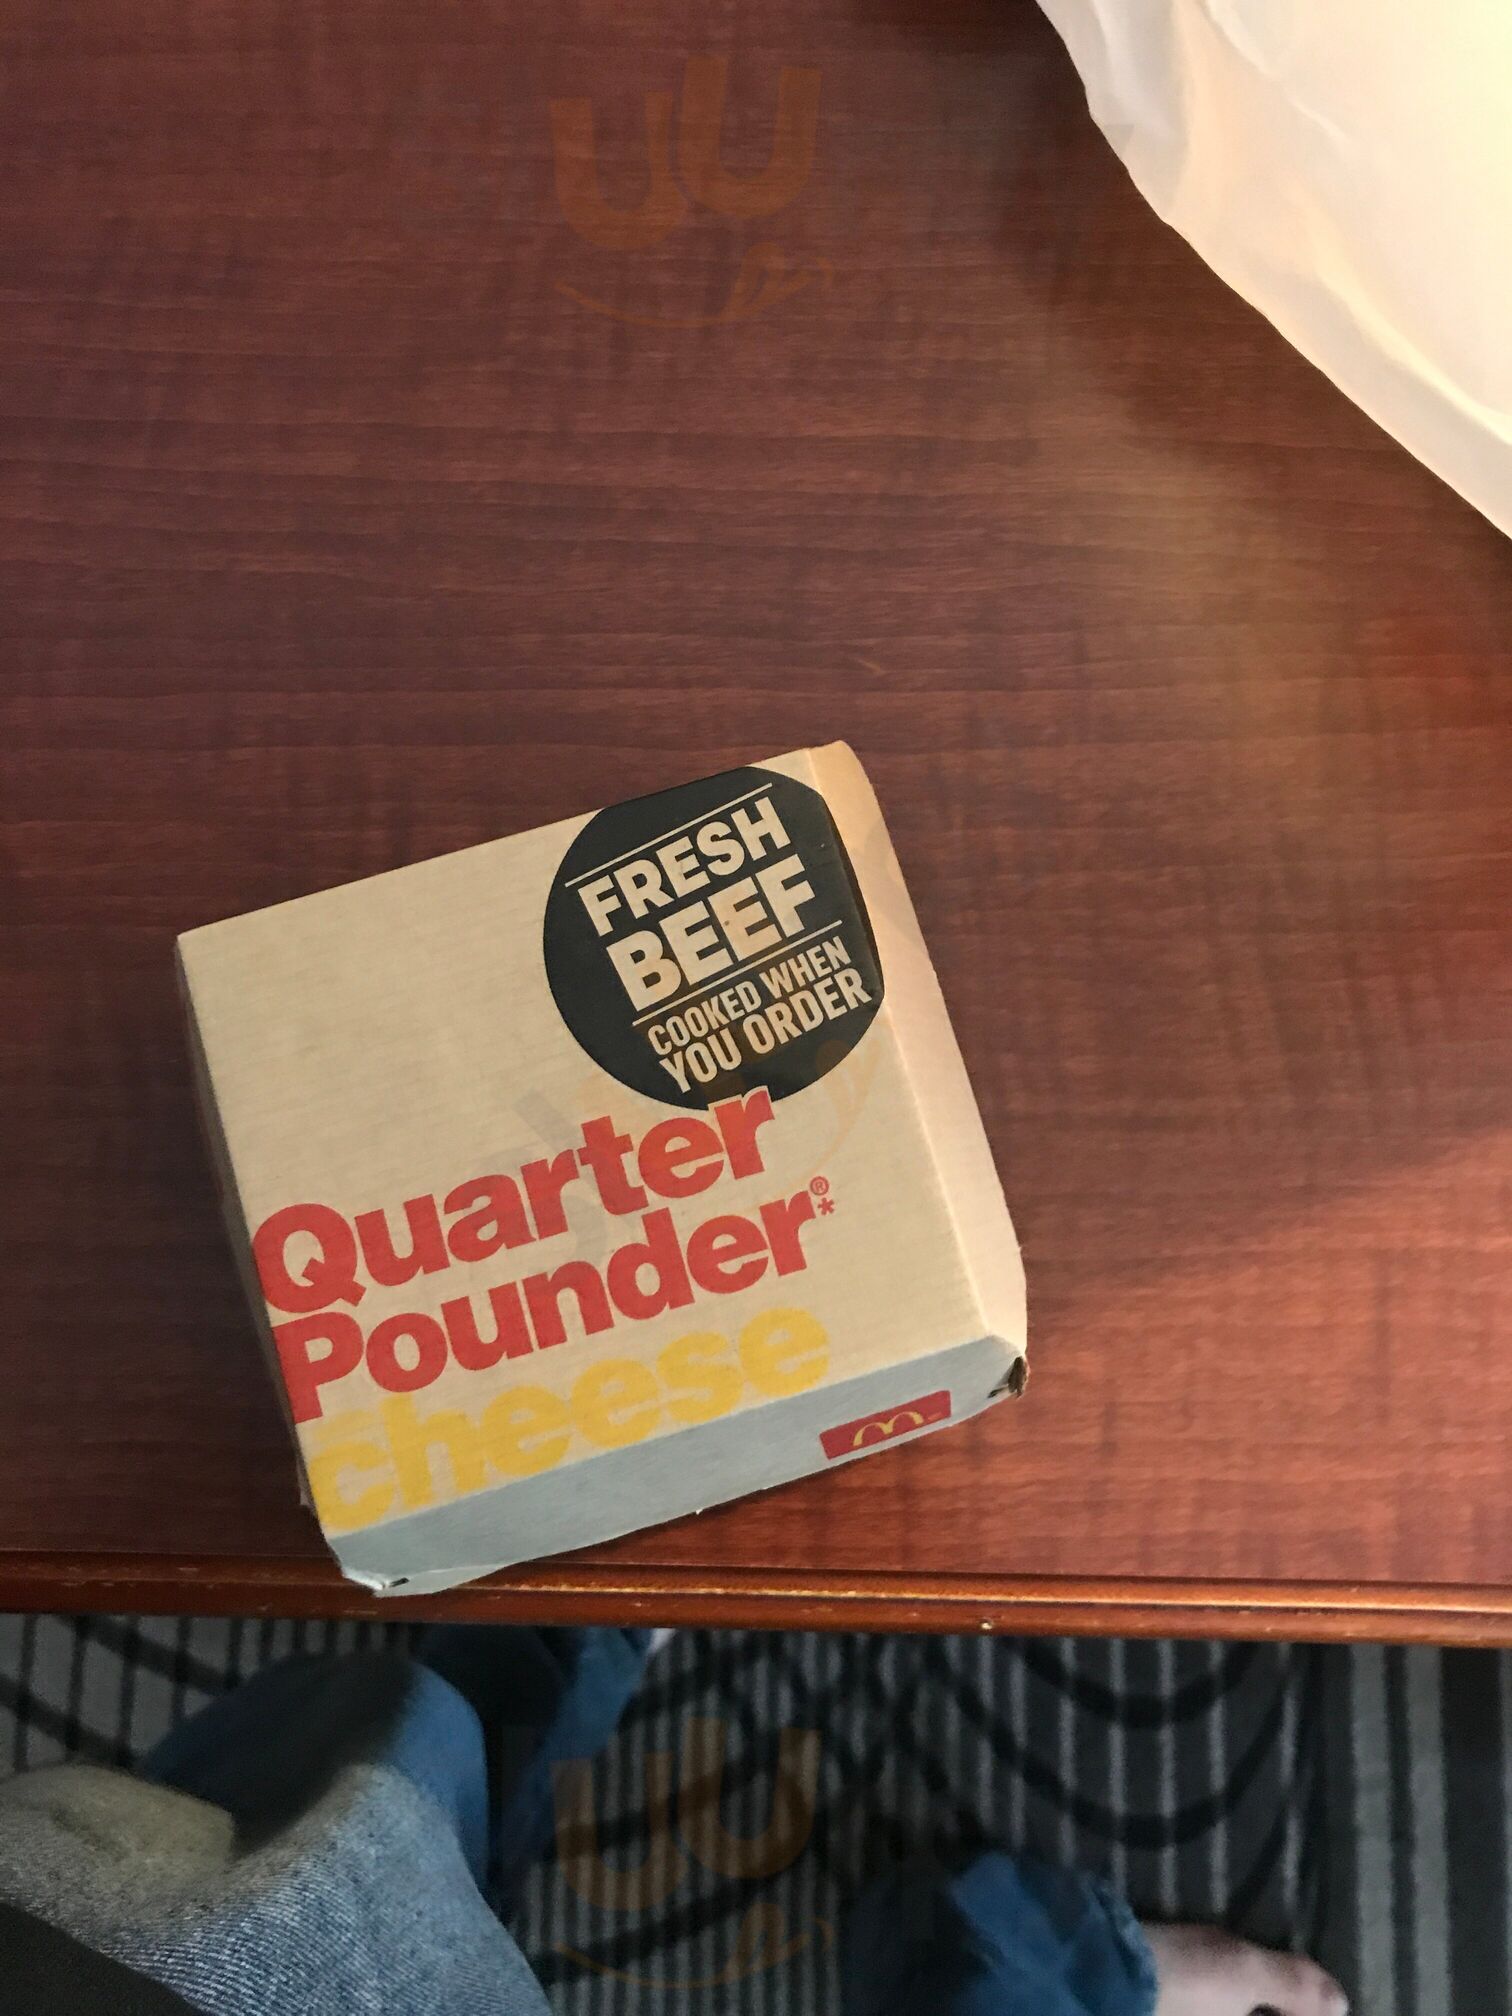 FRESH
BEEF
COOKED WHEN
YOU ORDER
Quarter
Pounder®*
cheese